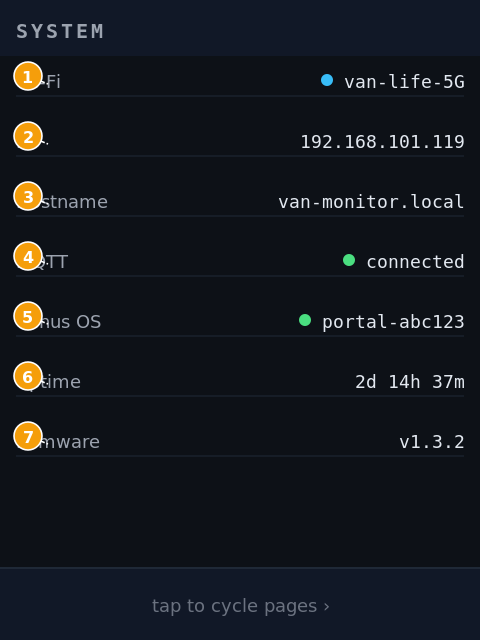 SYSTEM
1 Fi van-life-5G
2 192.168.101.119
3 stname van-monitor.local
4 QTT connected
5 nus OS portal-abc123
6 time 2d 14h 37m
7 mware v1.3.2
tap to cycle pages ›